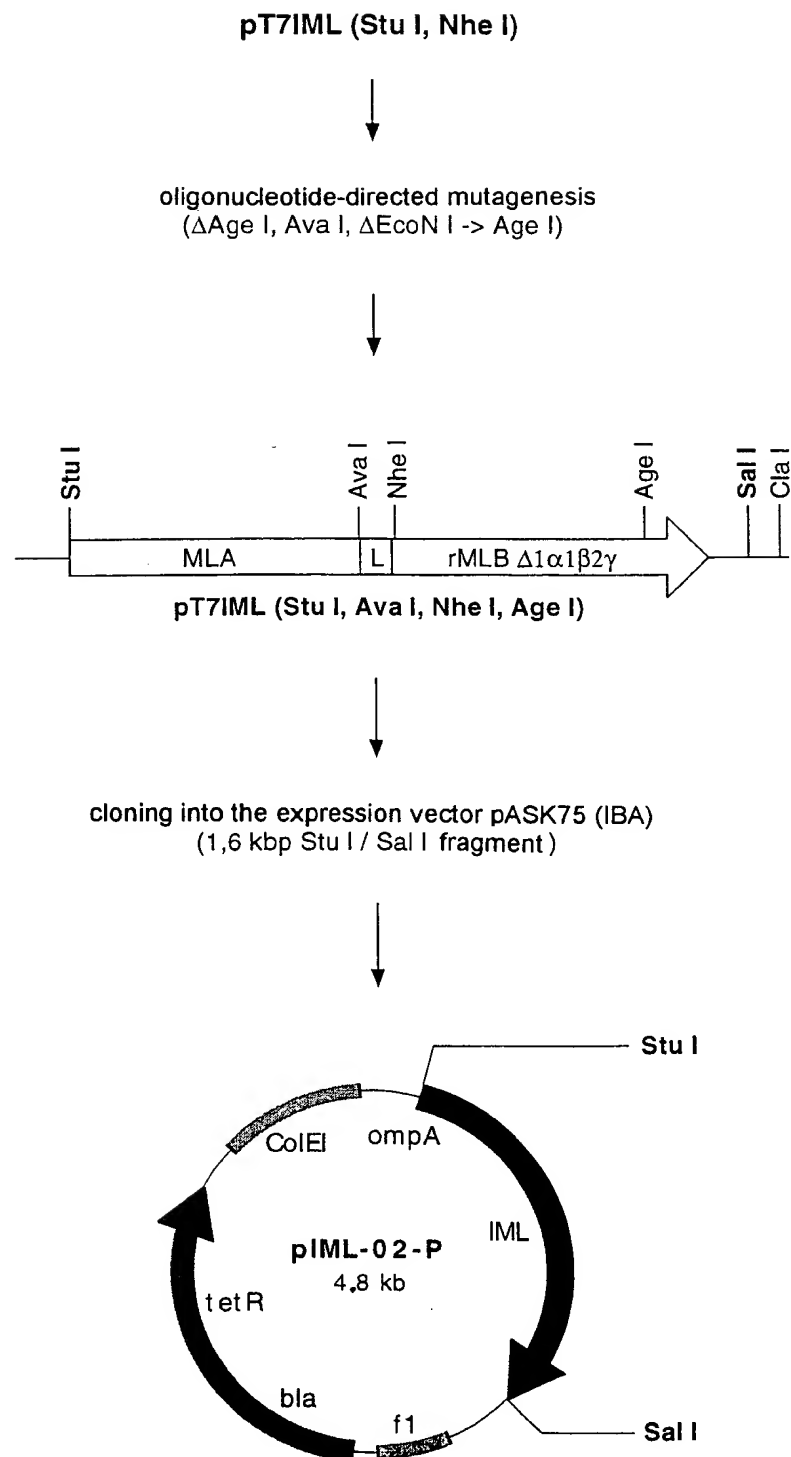 pT7IML (Stu I, Nhe I)
oligonucleotide-directed mutagenesis
(ΔAge I, Ava I, ΔEcoN I -> Age I)
Stu I
Ava I
Nhe I
Age I
Sal I
Cla I
MLA
L
rMLB Δ1α1β2γ
pT7IML (Stu I, Ava I, Nhe I, Age I)
cloning into the expression vector pASK75 (IBA)
(1,6 kbp Stu I / Sal I fragment)
Stu I
ColEI
ompA
IML
pIML-02-P
4.8 kb
tetR
bla
f1
Sal I